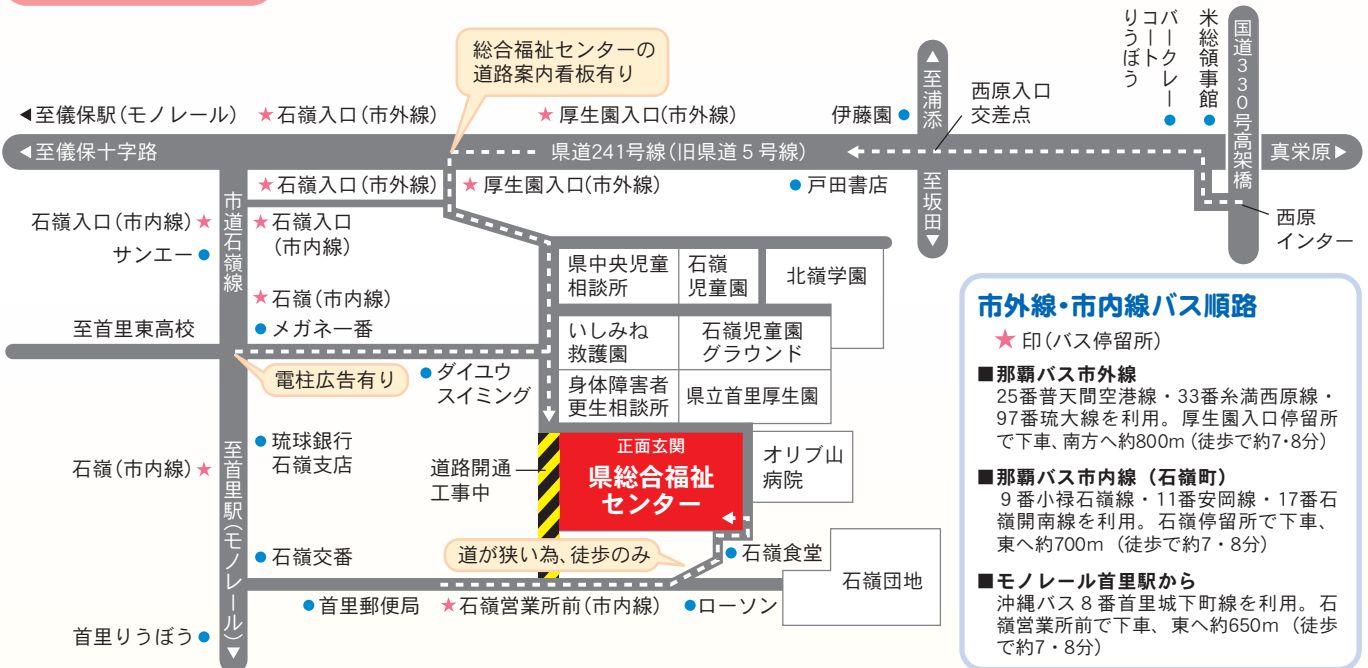 総合福祉センターの
道路案内看板有り
バークレー
コート
りうぼう
米総領事館
国道330号高架橋
◀至儀保駅(モノレール)
★石嶺入口(市外線)
★厚生園入口(市外線)
伊藤園●
▲至浦添
西原入口
交差点
◀至儀保十字路
県道241号線(旧県道5号線)
真栄原▶
★石嶺入口(市外線)
★厚生園入口(市外線)
●戸田書店
至坂田▼
西原
インター
市道石嶺線
石嶺入口(市内線)★
★石嶺入口
(市内線)
サンエー●
★石嶺(市内線)
●メガネ一番
至首里東高校
電柱広告有り
●ダイユウ
スイミング
県中央児童
相談所
石嶺
児童園
北嶺学園
いしみね
救護園
石嶺児童園
グラウンド
身体障害者
更生相談所
県立首里厚生園
正面玄関
県総合福祉
センター
オリブ山
病院
道路開通
工事中
●琉球銀行
石嶺支店
石嶺(市内線)★
至首里駅(モノレール)▼
●石嶺交番
道が狭い為、徒歩のみ
●石嶺食堂
石嶺団地
●首里郵便局
★石嶺営業所前(市内線)
●ローソン
首里りうぼう●
市外線・市内線バス順路
★印(バス停留所)
■那覇バス市外線
25番普天間空港線・33番糸満西原線・
97番琉大線を利用。厚生園入口停留所
で下車、南方へ約800m(徒歩で約7・8分)
■那覇バス市内線(石嶺町)
9番小禄石嶺線・11番安岡線・17番石
嶺開南線を利用。石嶺停留所で下車、
東へ約700m(徒歩で約7・8分)
■モノレール首里駅から
沖縄バス8番首里城下町線を利用。石
嶺営業所前で下車、東へ約650m(徒歩
で約7・8分)